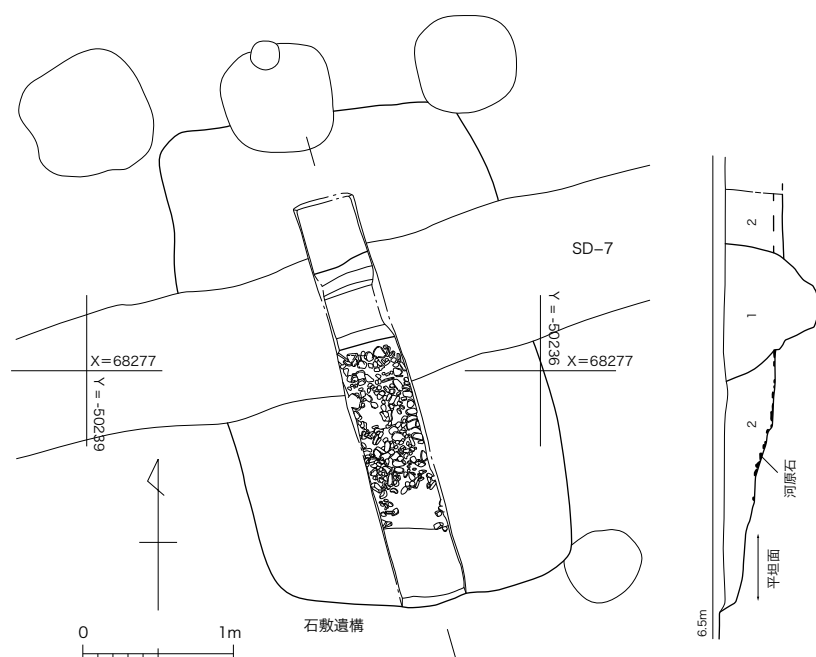 SD-7
X=68277
Y = -50239
Y = -50236
X=68277
石敷遺構
0
1m
2
1
2
河原石
平坦面
6.5m